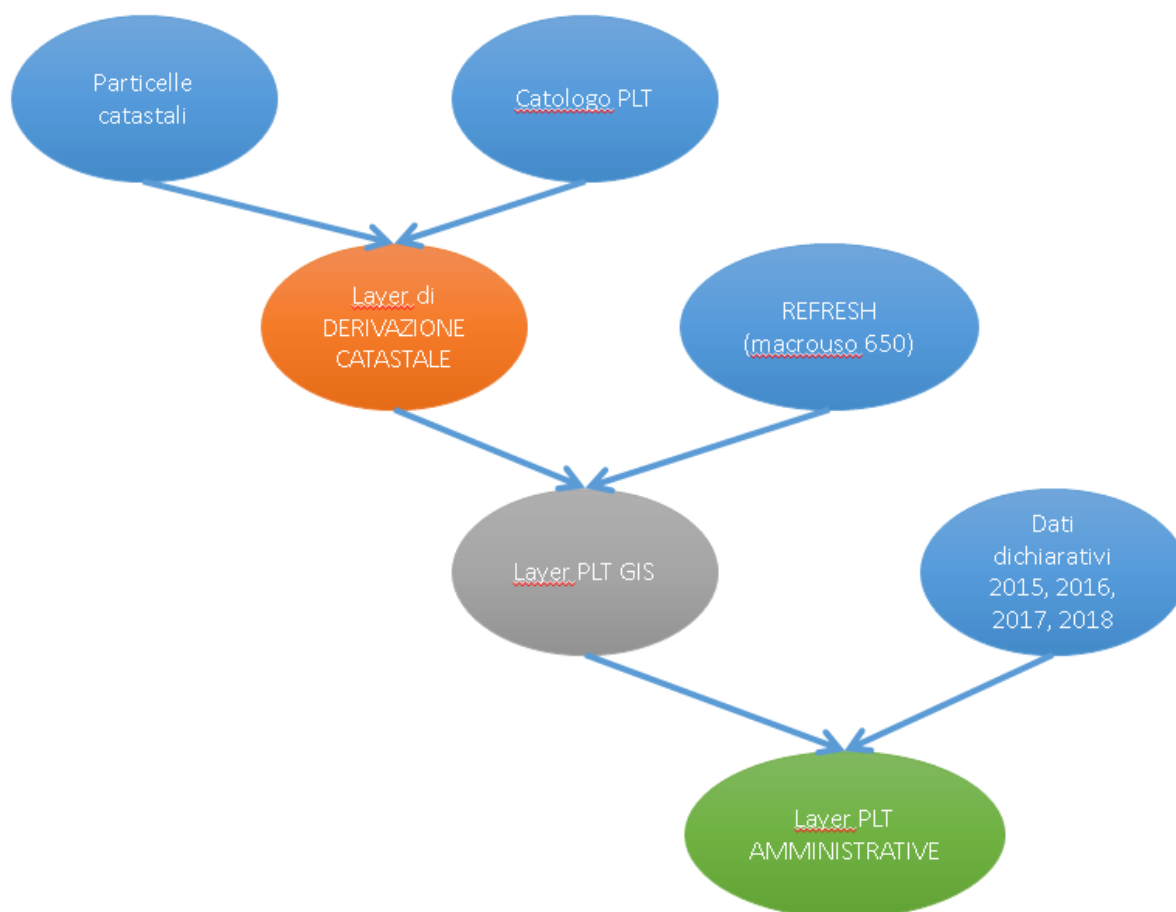 Particelle
catastali
Catologo PLT
Layer di
DERIVAZIONE
CATASTALE
REFRESH
(macrouso 650)
Layer PLT GIS
Dati
dichiarativi
2015, 2016,
2017, 2018
Layer PLT
AMMINISTRATIVE